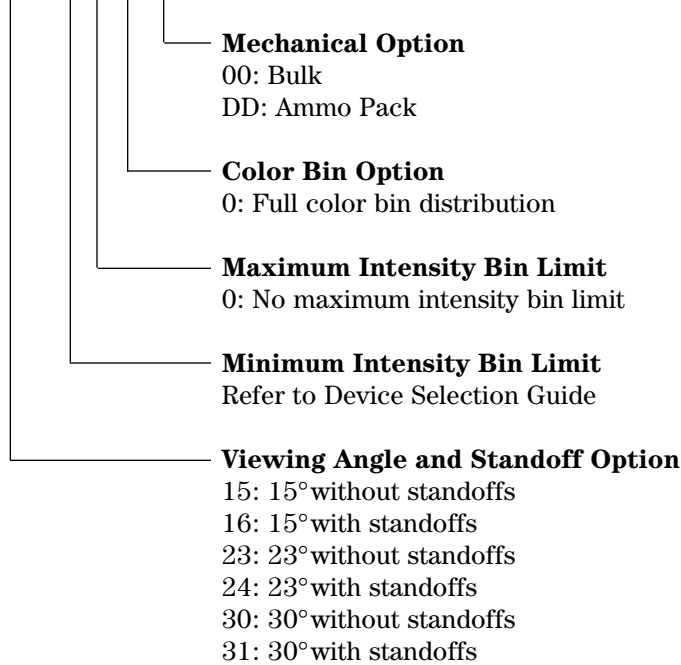 Mechanical Option
00: Bulk
DD: Ammo Pack
Color Bin Option
0: Full color bin distribution
Maximum Intensity Bin Limit
0: No maximum intensity bin limit
Minimum Intensity Bin Limit
Refer to Device Selection Guide
Viewing Angle and Standoff Option
15: 15° without standoffs
16: 15° with standoffs
23: 23° without standoffs
24: 23° with standoffs
30: 30° without standoffs
31: 30° with standoffs